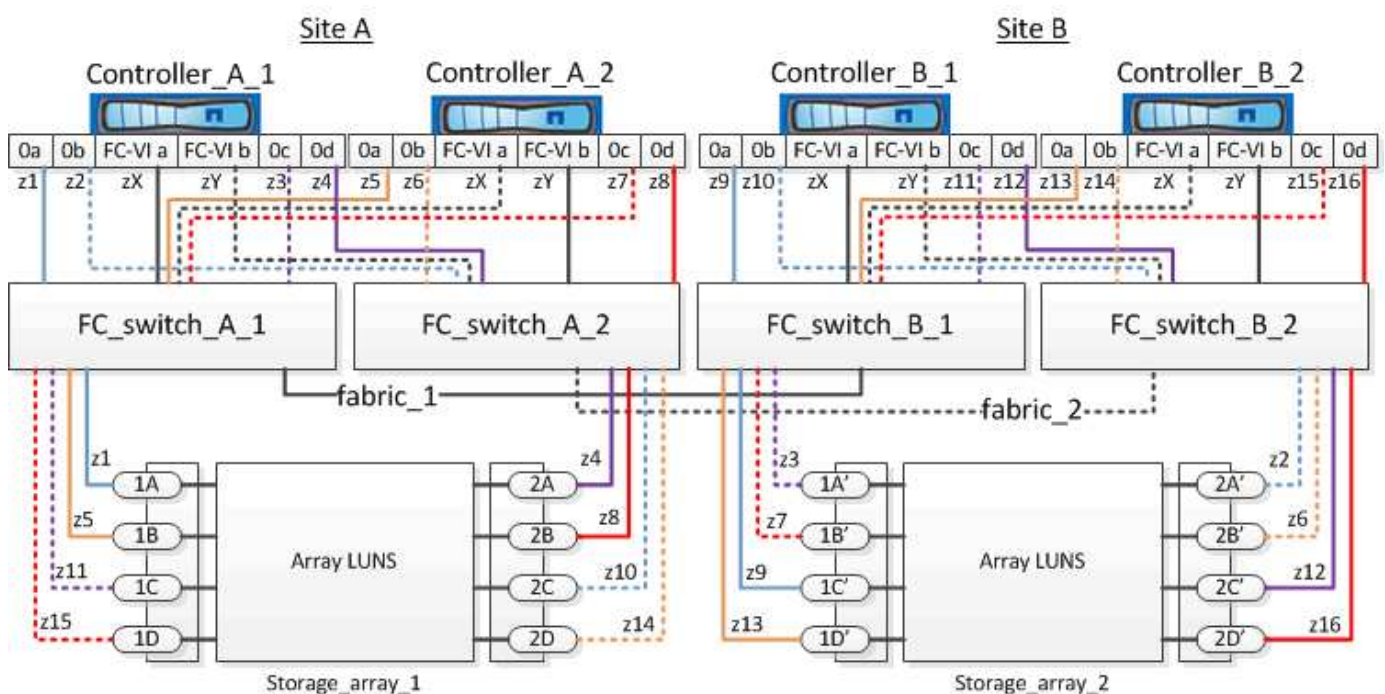 Site A Site B
Controller_A_1 Controller_A_2 Controller_B_1 Controller_B_2
0a 0b FC-VI a FC-VI b 0c 0d 0a 0b FC-VI a FC-VI b 0c 0d 0a 0b FC-VI a FC-VI b 0c 0d 0a 0b FC-VI a FC-VI b 0c 0d
z1 z2 zX zY z3 z4 z5 z6 zX zY z7 z8 z9 z10 zX zY z11 z12 z13 z14 zX zY z15 z16
FC_switch_A_1 FC_switch_A_2 FC_switch_B_1 FC_switch_B_2
fabric_1 fabric_2
z1 z4 z3 z2
1A 2A 1A’ 2A’
z5 z8 z7 z6
1B 2B 1B’ 2B’
Array LUNS Array LUNS
z11 z10 z9 z12
1C 2C 1C’ 2C’
z15 z14 z13 z16
1D 2D 1D’ 2D’
Storage_array_1 Storage_array_2